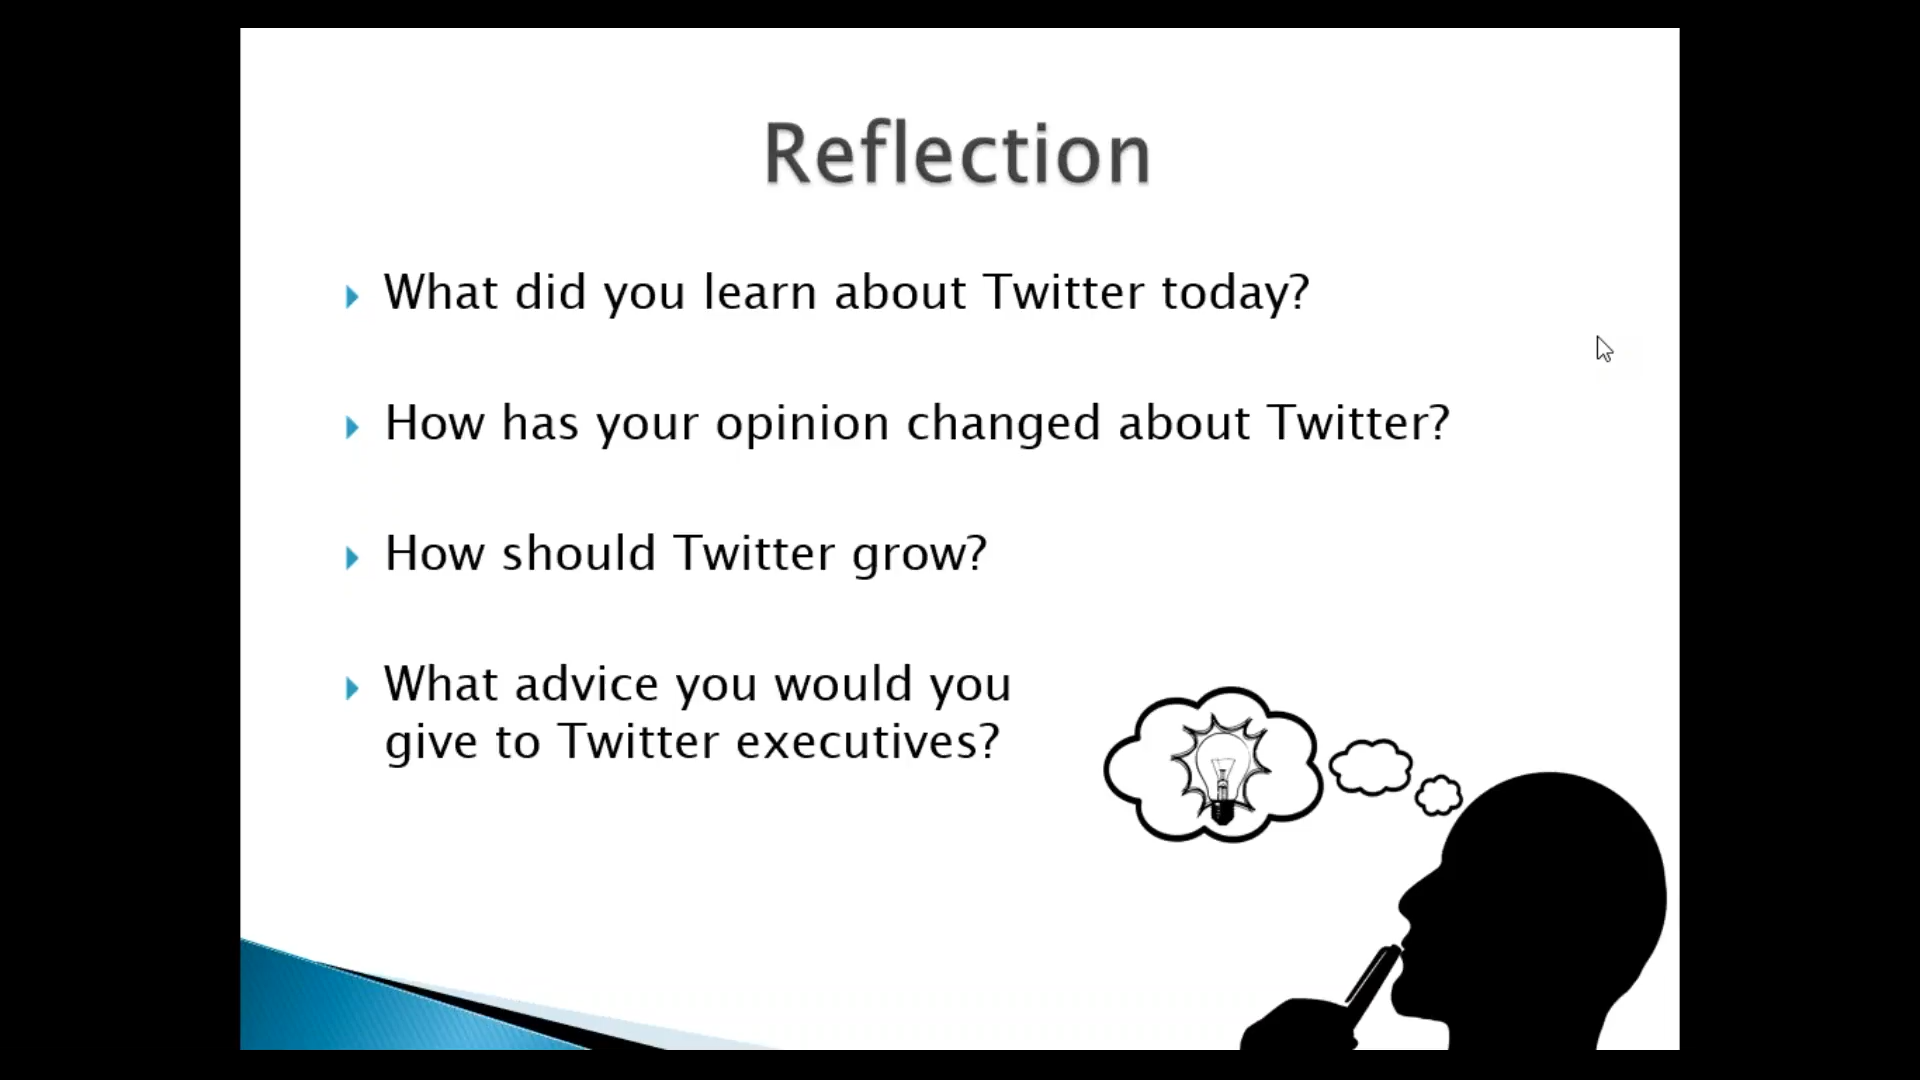 Reflection
What did you learn about Twitter today?
How has your opinion changed about Twitter?
How should Twitter grow?
What advice you would you
give to Twitter executives?